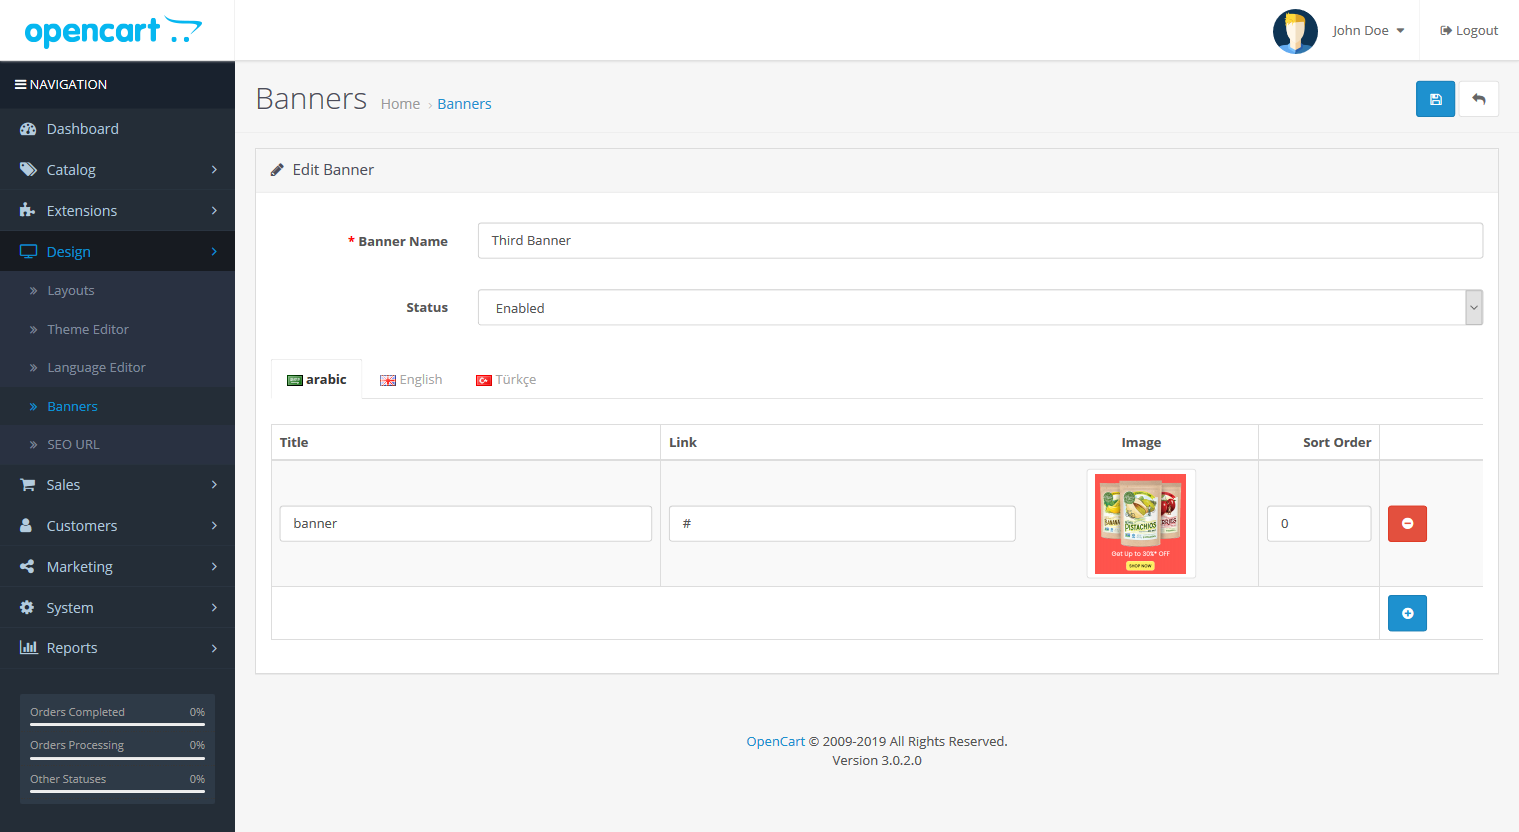 opencart
John Doe
Logout
NAVIGATION
Banners Home › Banners
Dashboard
Catalog
Extensions
Design
Layouts
Theme Editor
Language Editor
Banners
SEO URL
Sales
Customers
Marketing
System
Reports
Orders Completed 0%
Orders Processing 0%
Other Statuses 0%
Edit Banner
* Banner Name Third Banner
Status Enabled
arabic English Türkçe
Title Link Image Sort Order
banner # 0
PISTACHIOS
Get Up to 30%* OFF
SHOP NOW
OpenCart © 2009-2019 All Rights Reserved.
Version 3.0.2.0